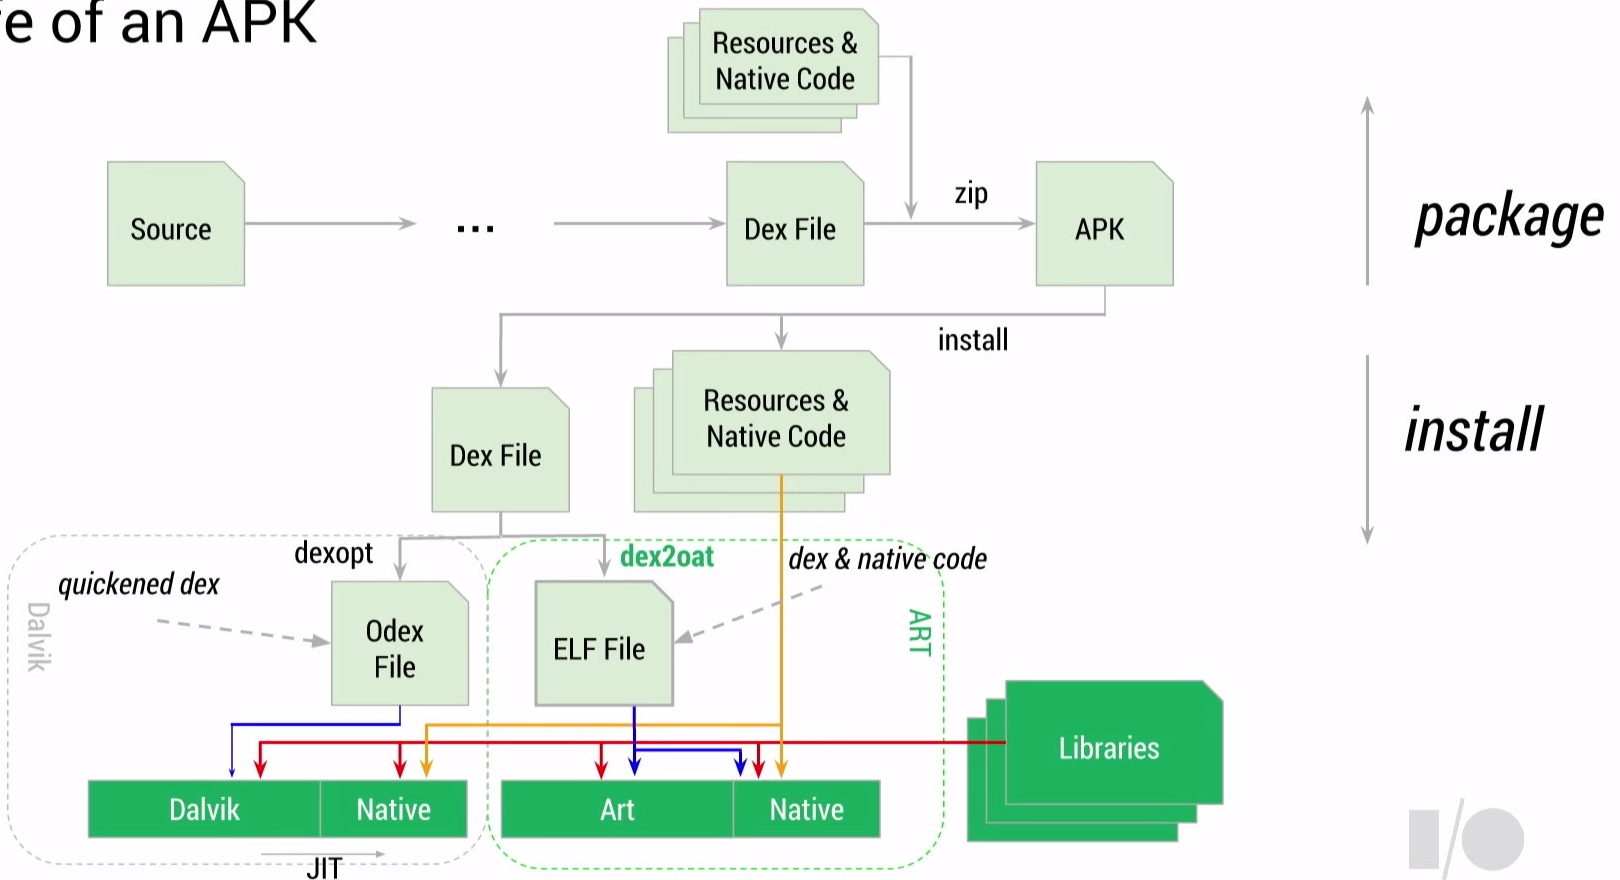 e of an APK
Resources &
Native Code
Source
...
Dex File
zip
APK
package
install
Dex File
Resources &
Native Code
install
dexopt
dex2oat
dex & native code
quickened dex
Dalvik
Odex
File
ELF File
ART
Libraries
Dalvik
Native
Art
Native
JIT
I/O